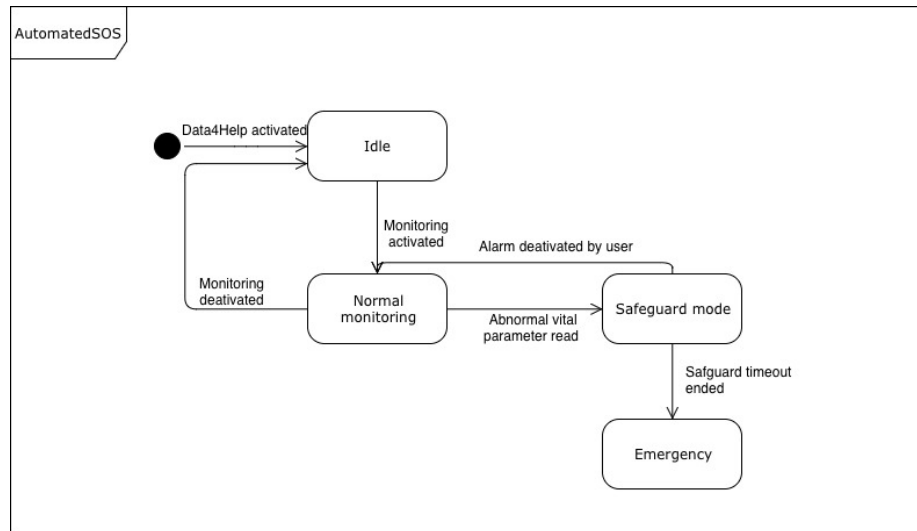 AutomatedSOS
Data4Help activated
Idle
Monitoring
activated
Alarm deativated by user
Monitoring
deativated
Normal
monitoring
Abnormal vital
parameter read
Safeguard mode
Safguard timeout
ended
Emergency